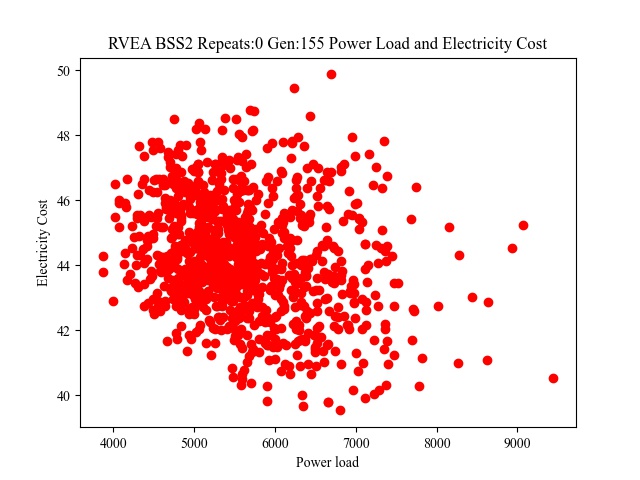 RVEA BSS2 Repeats:0 Gen:155 Power Load and Electricity Cost
50
48
46
44
42
40
Electricity Cost
4000 5000 6000 7000 8000 9000
Power load